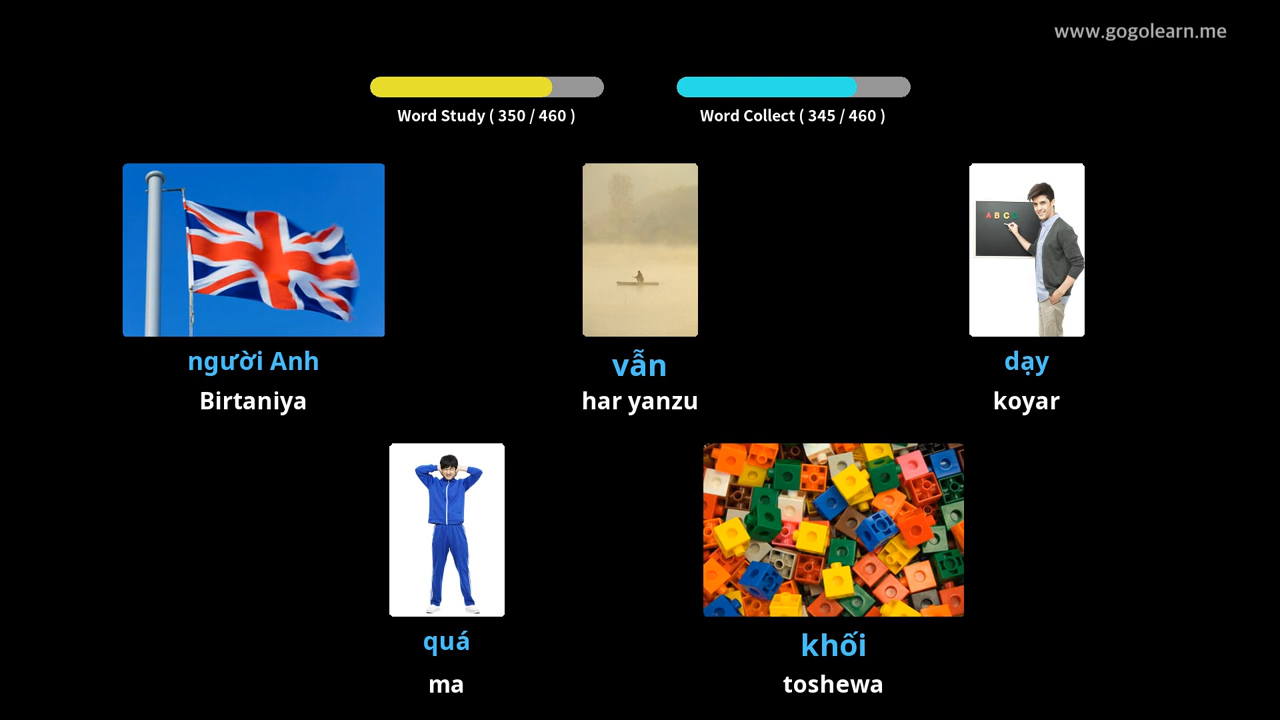 www.gogolearn.me
Word Study ( 350 / 460 )
Word Collect ( 345 / 460 )
người Anh
Birtaniya
vẫn
har yanzu
dạy
koyar
quá
ma
khối
toshewa